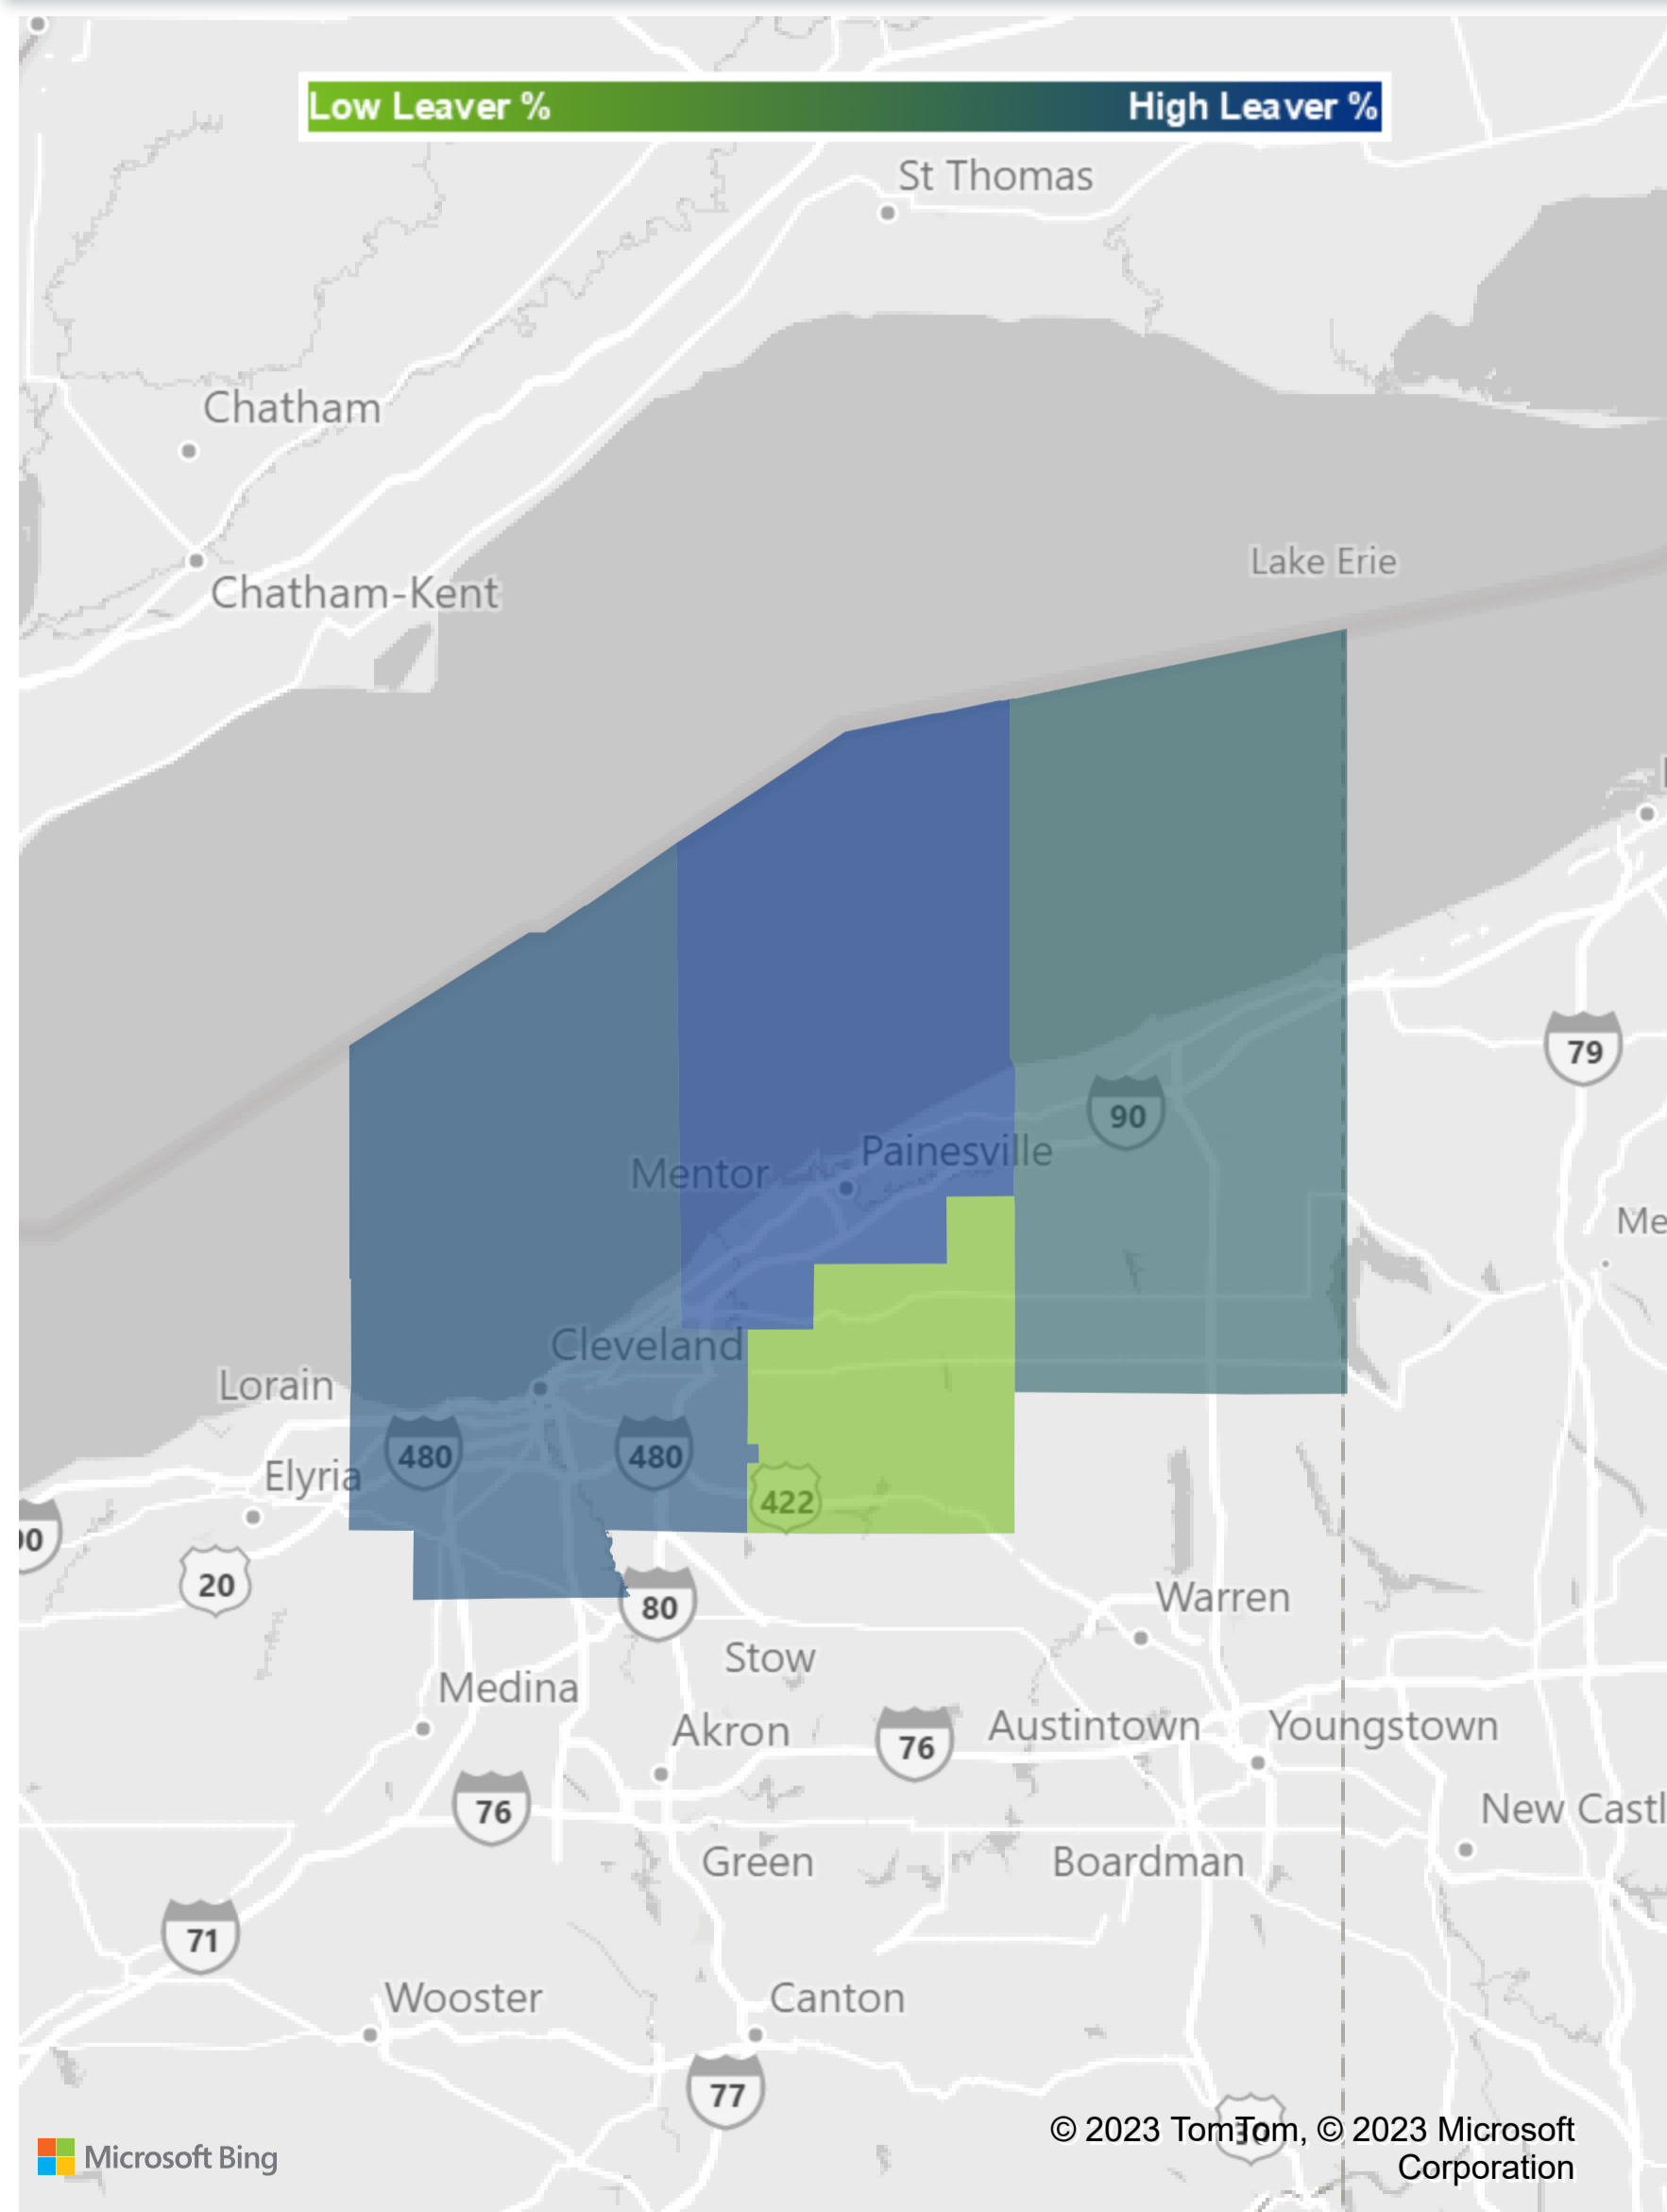 Low Leaver % High Leaver %
St Thomas
Chatham
Lake Erie
Chatham-Kent
79
90
Painesville
Mentor
Me
Cleveland
Lorain
480
480
Elyria
422
20
80
Warren
Stow
Medina
Akron
76
Austintown
Youngstown
76
New Castl
Green
Boardman
71
Wooster
Canton
77
© 2023 TomTom, © 2023 Microsoft
Corporation
Microsoft Bing